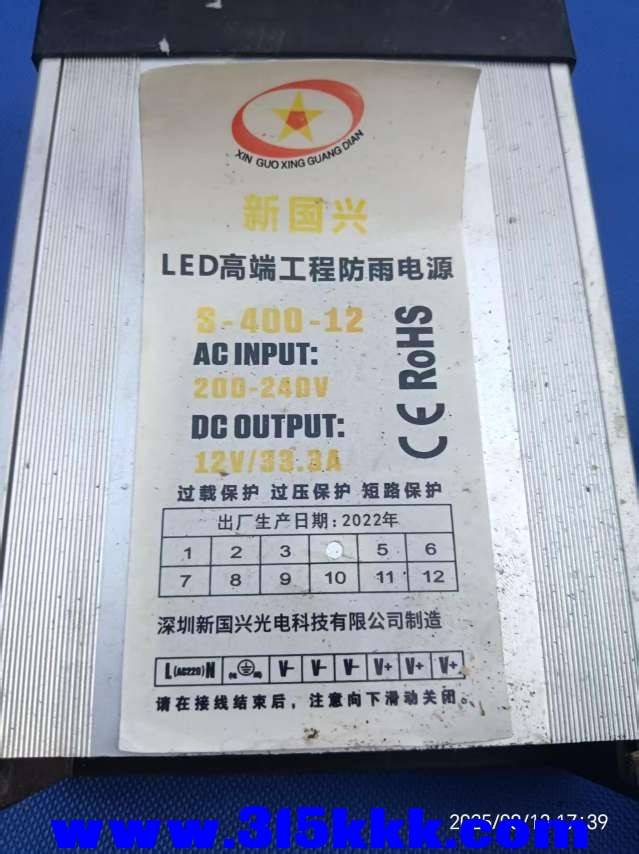 XIN GUO XING GUANG DIAN
新国兴
LED高端工程防雨电源
S-400-12
AC INPUT:
200-240V
DC OUTPUT:
12V/33.3A
CE RoHS
过载保护 过压保护 短路保护
出厂生产日期:2022年
1 2 3 5 6
7 8 9 10 11 12
深圳新国兴光电科技有限公司制造
L(AC220)N V- V- V- V+ V+ V+
请在接线结束后，注意向下滑动关闭。
www.315kkk.com